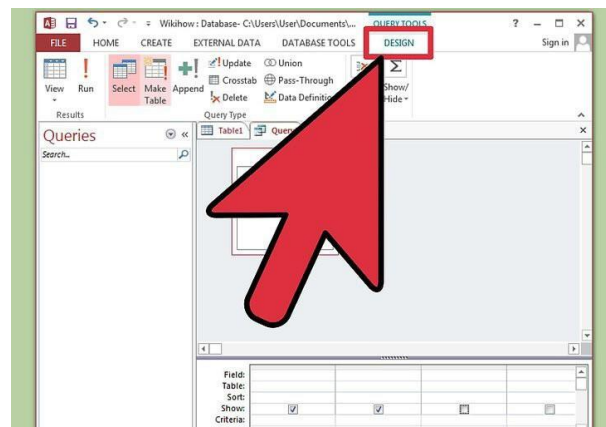 Wikihow : Database- C:\Users\User\Documents\... QUERY TOOLS ?
FILE HOME CREATE EXTERNAL DATA DATABASE TOOLS DESIGN Sign in
View Run Select Make Table Append Update Crosstab Delete Union Pass-Through Data Definition Show/ Hide
Results Query Type
Queries
Search...
Table1
Field:
Table:
Sort:
Show:
Criteria: